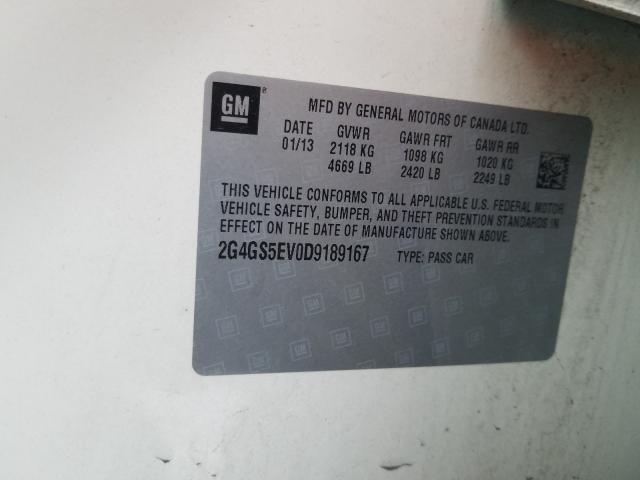 GM ®
MFD BY GENERAL MOTORS OF CANADA LTD.
DATE GVWR GAWR FRT GAWR RR
01/13 2118 KG 1098 KG 1020 KG
4669 LB 2420 LB 2249 LB
THIS VEHICLE CONFORMS TO ALL APPLICABLE U.S. FEDERAL MOTOR
VEHICLE SAFETY, BUMPER, AND THEFT PREVENTION STANDARDS IN
EFFECT ON THE DATE OF MANUFACTURE SHOWN ABOVE.
2G4GS5EV0D9189167 TYPE: PASS CAR